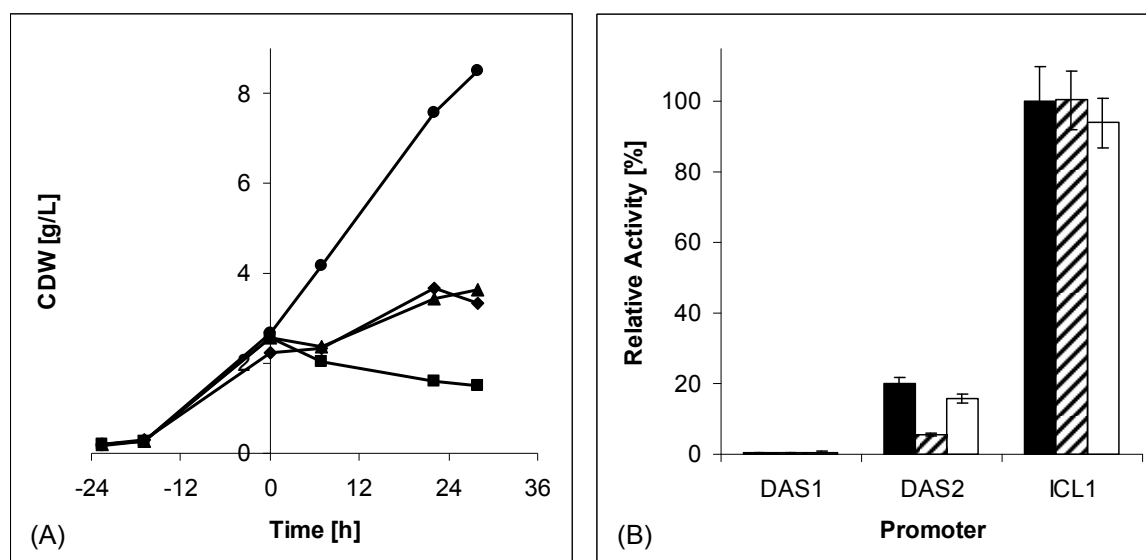 CDW [g/L]
8
6
4
2
0
-24 -12 0 12 24 36
Time [h]
(A)
Relative Activity [%]
100
80
60
40
20
0
DAS1 DAS2 ICL1
Promoter
(B)